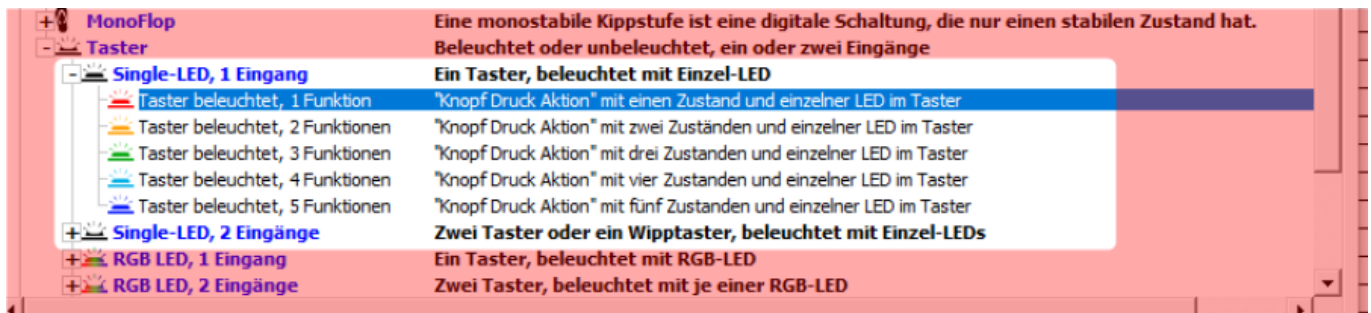 MonoFlop Eine monostabile Kippstufe ist eine digitale Schaltung, die nur einen stabilen Zustand hat.
Taster Beleuchtet oder unbeleuchtet, ein oder zwei Eingänge
Single-LED, 1 Eingang Ein Taster, beleuchtet mit Einzel-LED
Taster beleuchtet, 1 Funktion "Knopf Druck Aktion" mit einen Zustand und einzelner LED im Taster
Taster beleuchtet, 2 Funktionen "Knopf Druck Aktion" mit zwei Zuständen und einzelner LED im Taster
Taster beleuchtet, 3 Funktionen "Knopf Druck Aktion" mit drei Zustanden und einzelner LED im Taster
Taster beleuchtet, 4 Funktionen "Knopf Druck Aktion" mit vier Zustanden und einzelner LED im Taster
Taster beleuchtet, 5 Funktionen "Knopf Druck Aktion" mit fünf Zustanden und einzelner LED im Taster
Single-LED, 2 Eingänge Zwei Taster oder ein Wipptaster, beleuchtet mit Einzel-LEDs
RGB LED, 1 Eingang Ein Taster, beleuchtet mit RGB-LED
RGB LED, 2 Eingänge Zwei Taster, beleuchtet mit je einer RGB-LED